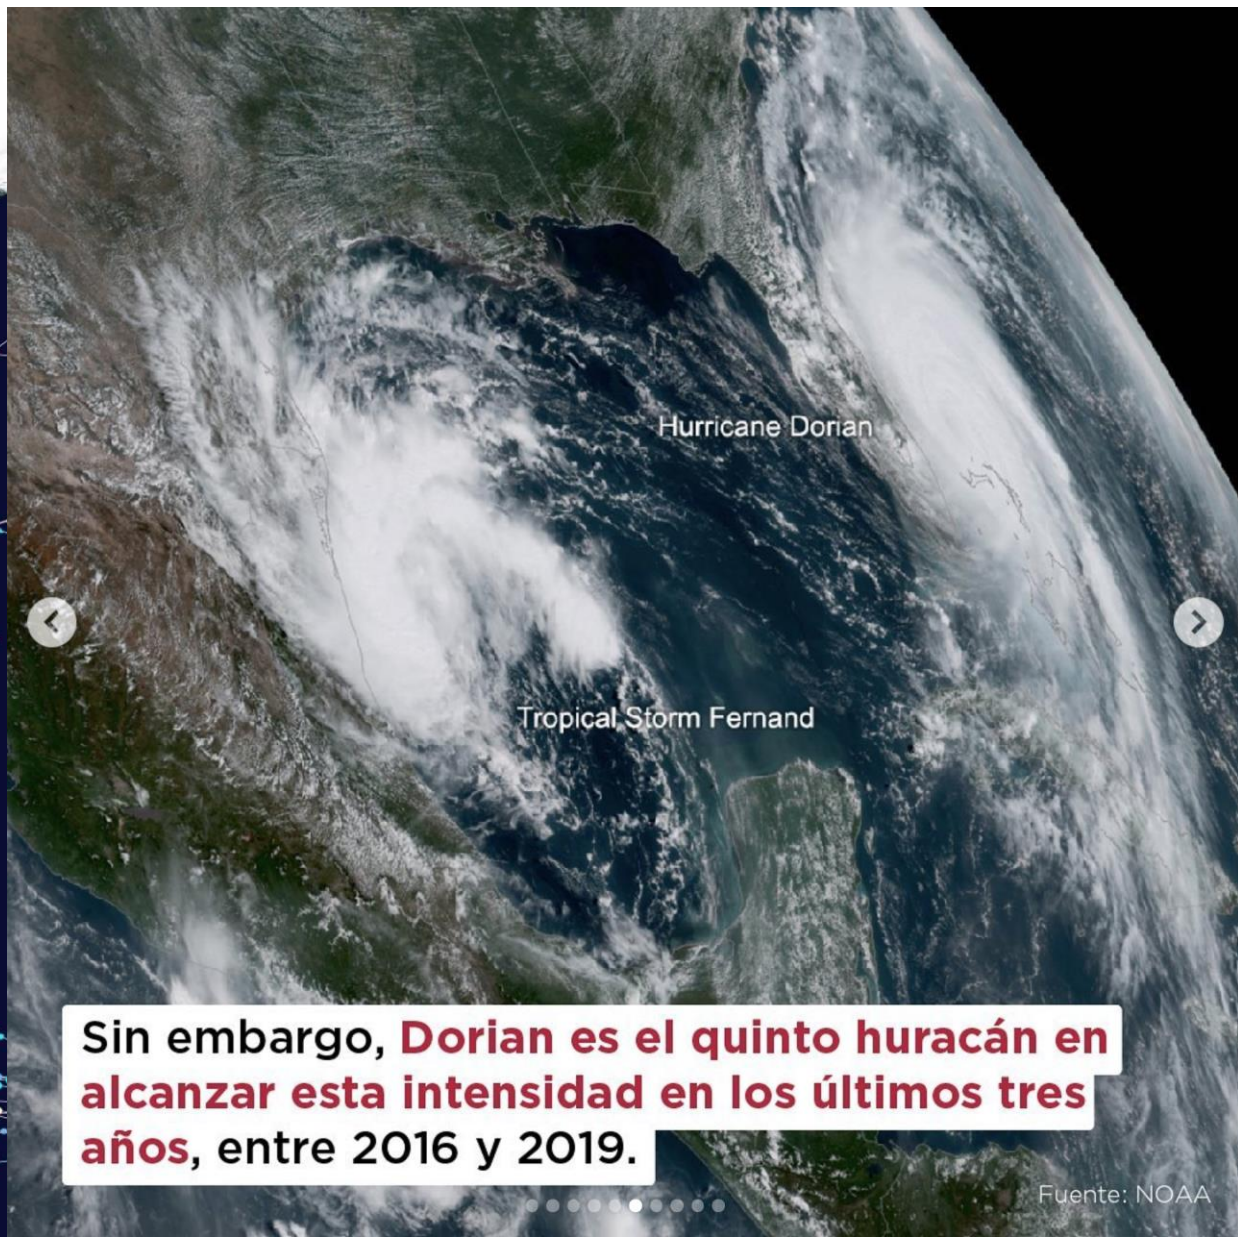 Hurricane Dorian
Tropical Storm Fernand
Sin embargo, Dorian es el quinto huracán en
alcanzar esta intensidad en los últimos tres
años, entre 2016 y 2019.
Fuente: NOAA